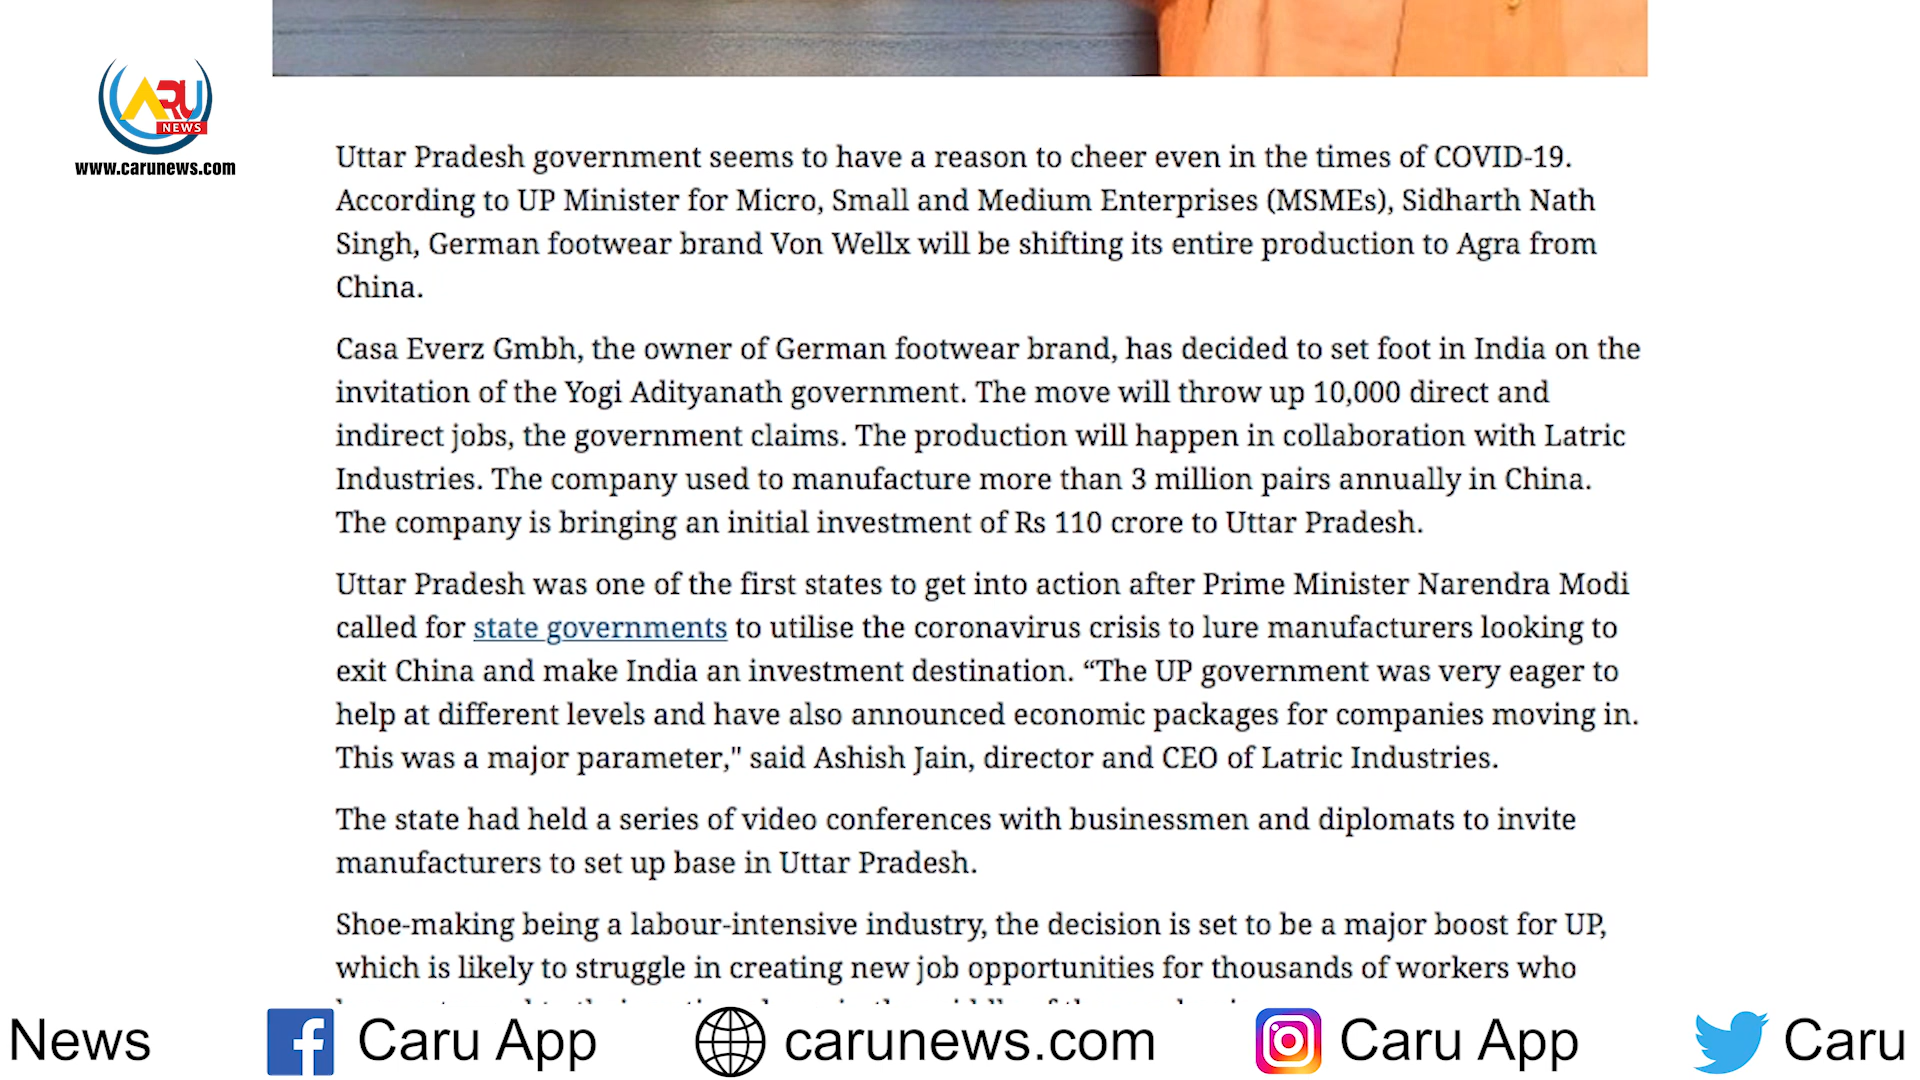 ARU
NEWS
www.carunews.com
Uttar Pradesh government seems to have a reason to cheer even in the times of COVID-19.
According to UP Minister for Micro, Small and Medium Enterprises (MSMEs), Sidharth Nath
Singh, German footwear brand Von Wellx will be shifting its entire production to Agra from
China.
Casa Everz Gmbh, the owner of German footwear brand, has decided to set foot in India on the
invitation of the Yogi Adityanath government. The move will throw up 10,000 direct and
indirect jobs, the government claims. The production will happen in collaboration with Latric
Industries. The company used to manufacture more than 3 million pairs annually in China.
The company is bringing an initial investment of Rs 110 crore to Uttar Pradesh.
Uttar Pradesh was one of the first states to get into action after Prime Minister Narendra Modi
called for state governments to utilise the coronavirus crisis to lure manufacturers looking to
exit China and make India an investment destination. “The UP government was very eager to
help at different levels and have also announced economic packages for companies moving in.
This was a major parameter," said Ashish Jain, director and CEO of Latric Industries.
The state had held a series of video conferences with businessmen and diplomats to invite
manufacturers to set up base in Uttar Pradesh.
Shoe-making being a labour-intensive industry, the decision is set to be a major boost for UP,
which is likely to struggle in creating new job opportunities for thousands of workers who
News Caru App carunews.com Caru App Caru